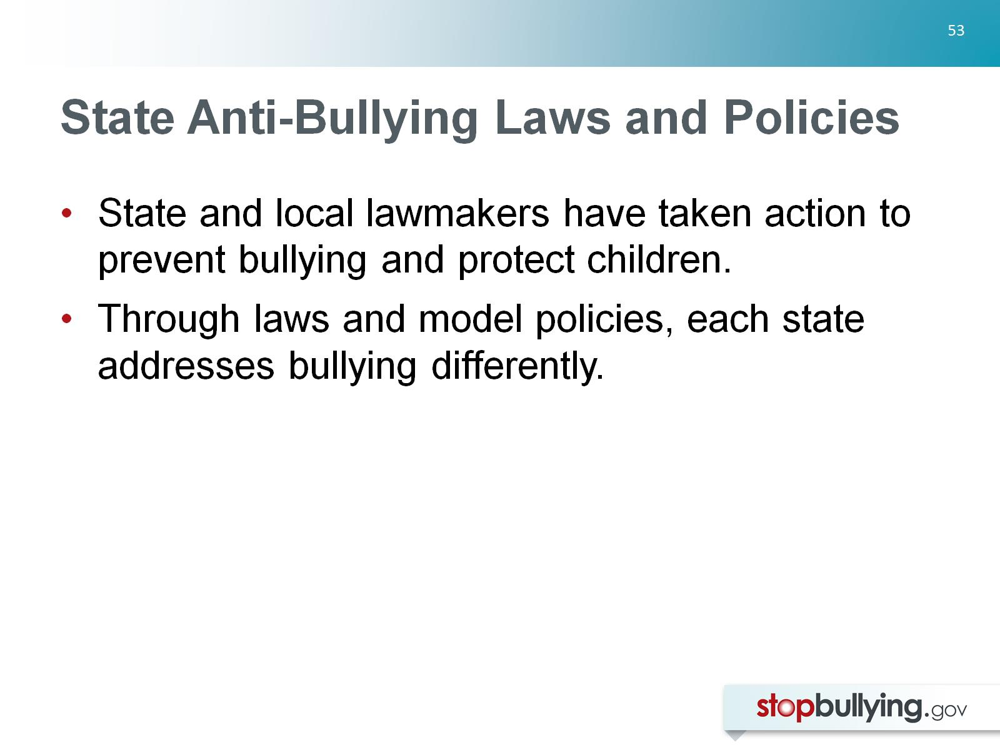 53
State Anti-Bullying Laws and Policies
• State and local lawmakers have taken action to
prevent bullying and protect children.
• Through laws and model policies, each state
addresses bullying differently.
stopbullying.gov